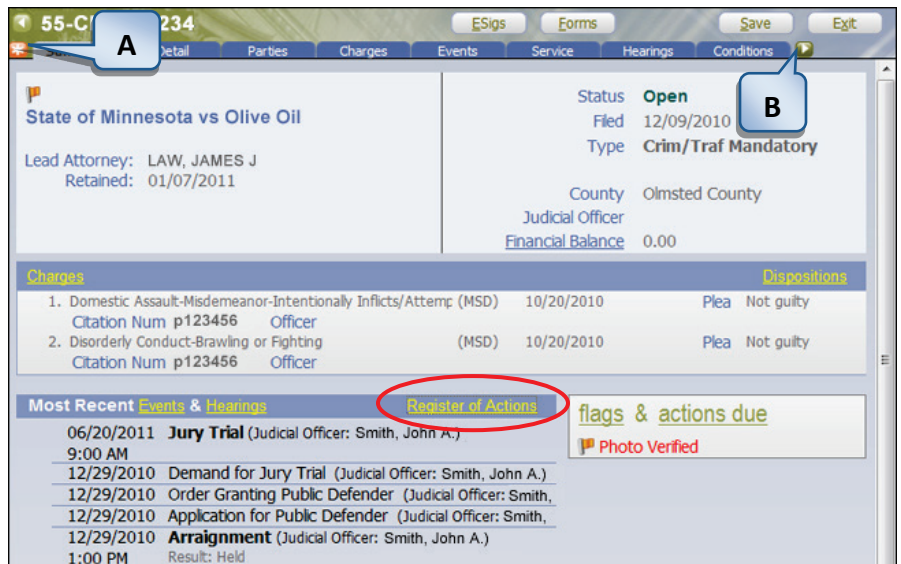 55-C 234 ESigs Forms Save Exit
A
Detail Parties Charges Events Service Hearings Conditions
B
State of Minnesota vs Olive Oil
Lead Attorney: LAW, JAMES J
Retained: 01/07/2011
Status Open
Filed 12/09/2010
Type Crim/Traf Mandatory
County Olmsted County
Judicial Officer
Financial Balance 0.00
Charges Dispositions
1. Domestic Assault-Misdemeanor-Intentionally Inflicts/Attemp (MSD) 10/20/2010 Plea Not guilty
Citation Num p123456 Officer
2. Disorderly Conduct-Brawling or Fighting (MSD) 10/20/2010 Plea Not guilty
Citation Num p123456 Officer
Most Recent Events & Hearings Register of Actions
06/20/2011 Jury Trial (Judicial Officer: Smith, John A.)
9:00 AM
12/29/2010 Demand for Jury Trial (Judicial Officer: Smith, John A.)
12/29/2010 Order Granting Public Defender (Judicial Officer: Smith,
12/29/2010 Application for Public Defender (Judicial Officer: Smith,
12/29/2010 Arraignment (Judicial Officer: Smith, John A.)
1:00 PM Result: Held
flags & actions due
Photo Verified